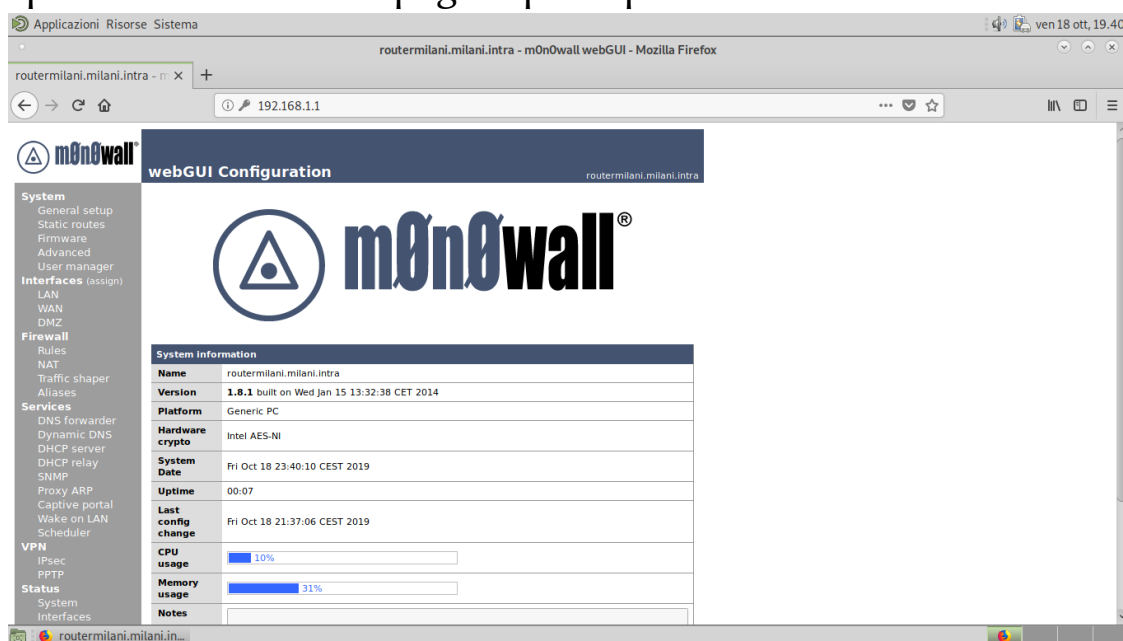 Applicazioni Risorse Sistema
ven 18 ott, 19.40
routermilani.milani.intra - m0n0wall webGUI - Mozilla Firefox
routermilani.milani.intra - m
192.168.1.1
mØnØwall
webGUI Configuration
routermilani.milani.intra
System
General setup
Static routes
Firmware
Advanced
User manager
Interfaces (assign)
LAN
WAN
DMZ
Firewall
Rules
NAT
Traffic shaper
Aliases
Services
DNS forwarder
Dynamic DNS
DHCP server
DHCP relay
SNMP
Proxy ARP
Captive portal
Wake on LAN
Scheduler
VPN
IPsec
PPTP
Status
System
Interfaces
mØnØwall®
System information
Name routermilani.milani.intra
Version 1.8.1 built on Wed Jan 15 13:32:38 CET 2014
Platform Generic PC
Hardware crypto Intel AES-NI
System Date Fri Oct 18 23:40:10 CEST 2019
Uptime 00:07
Last config change Fri Oct 18 21:37:06 CEST 2019
CPU usage 10%
Memory usage 31%
Notes
routermilani.milani.in...